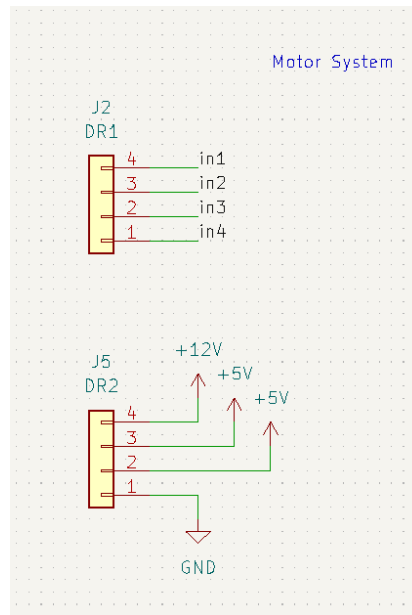 Motor System
J2
DR1
4 in1
3 in2
2 in3
1 in4
J5
DR2
+12V
+5V
+5V
4
3
2
1
GND